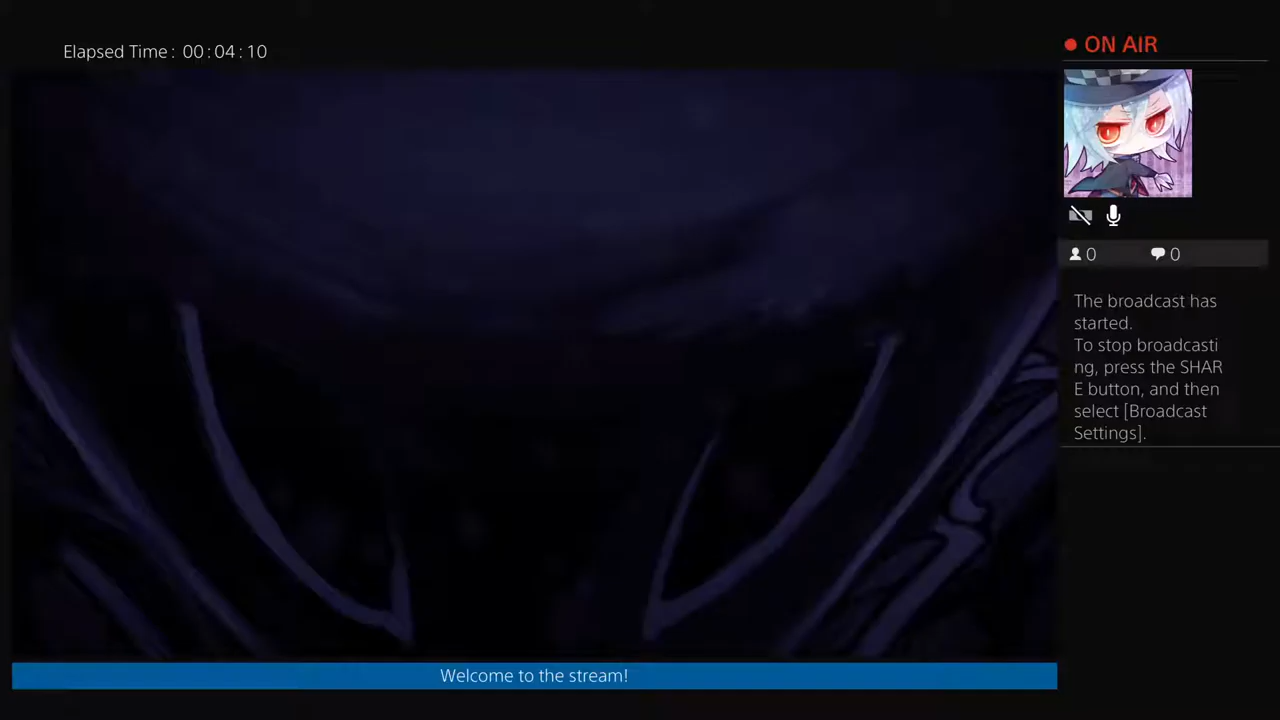 Elapsed Time: 00:04:10
ON AIR
0 0
The broadcast has
started.
To stop broadcasti
ng, press the SHAR
E button, and then
select [Broadcast
Settings].
Welcome to the stream!